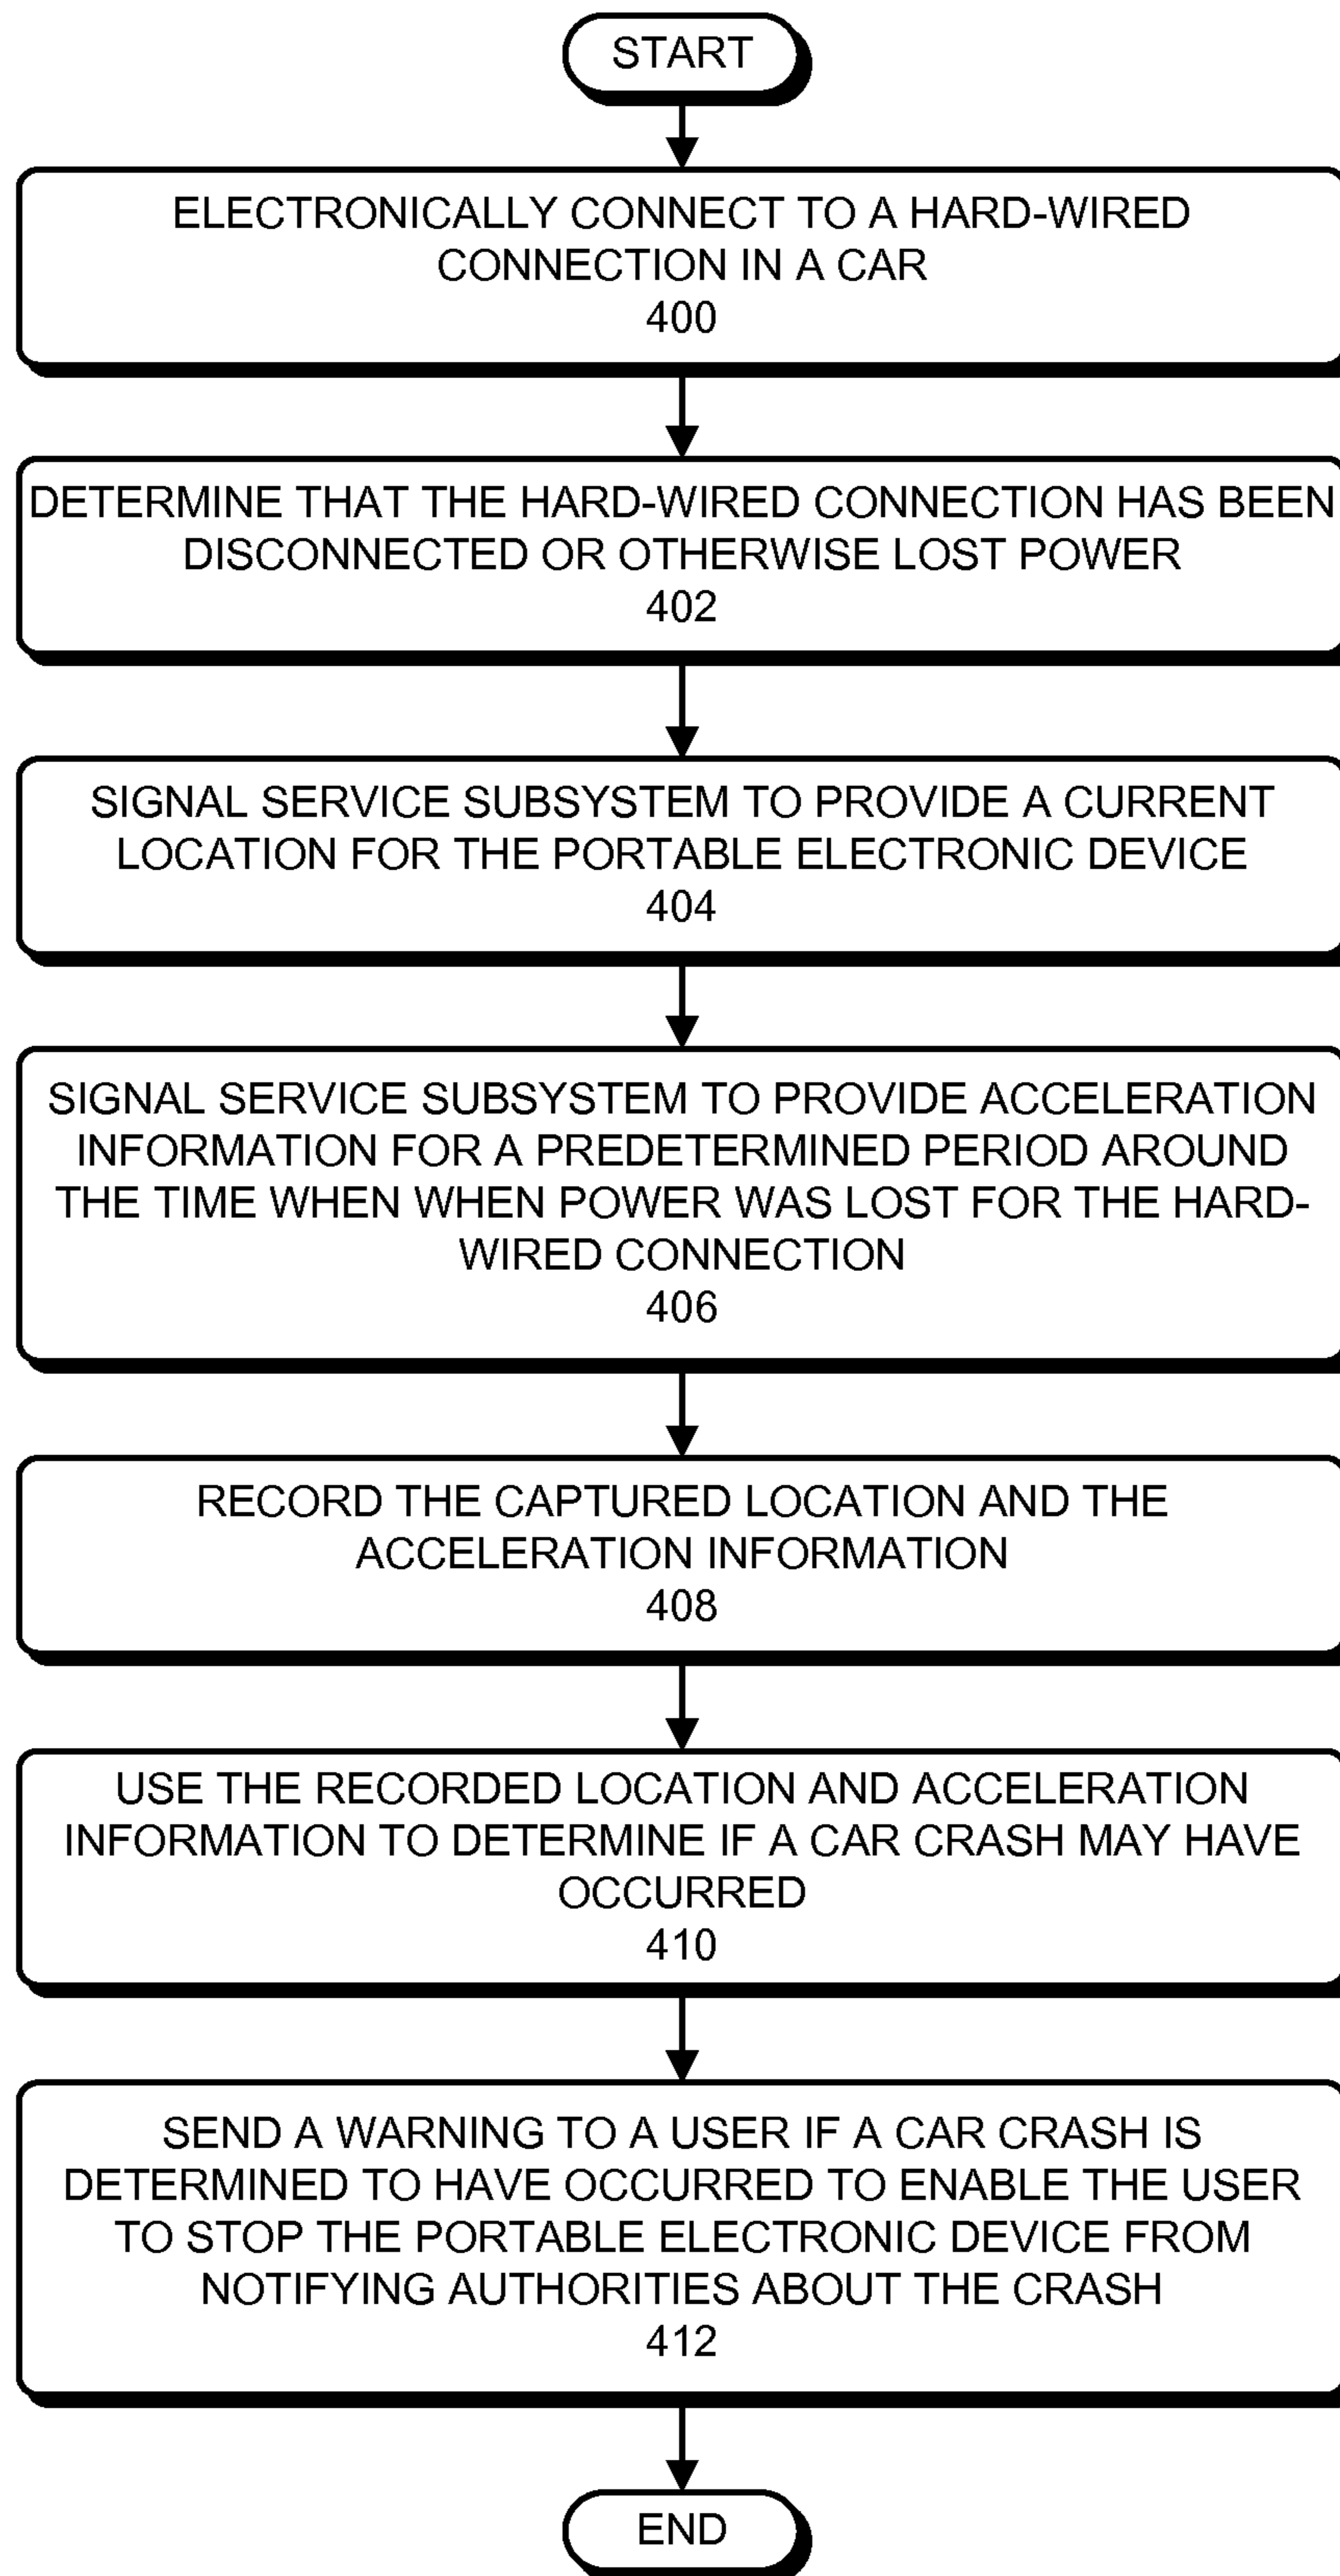 START
ELECTRONICALLY CONNECT TO A HARD-WIRED
CONNECTION IN A CAR
400
DETERMINE THAT THE HARD-WIRED CONNECTION HAS BEEN
DISCONNECTED OR OTHERWISE LOST POWER
402
SIGNAL SERVICE SUBSYSTEM TO PROVIDE A CURRENT
LOCATION FOR THE PORTABLE ELECTRONIC DEVICE
404
SIGNAL SERVICE SUBSYSTEM TO PROVIDE ACCELERATION
INFORMATION FOR A PREDETERMINED PERIOD AROUND
THE TIME WHEN WHEN POWER WAS LOST FOR THE HARD-
WIRED CONNECTION
406
RECORD THE CAPTURED LOCATION AND THE
ACCELERATION INFORMATION
408
USE THE RECORDED LOCATION AND ACCELERATION
INFORMATION TO DETERMINE IF A CAR CRASH MAY HAVE
OCCURRED
410
SEND A WARNING TO A USER IF A CAR CRASH IS
DETERMINED TO HAVE OCCURRED TO ENABLE THE USER
TO STOP THE PORTABLE ELECTRONIC DEVICE FROM
NOTIFYING AUTHORITIES ABOUT THE CRASH
412
END